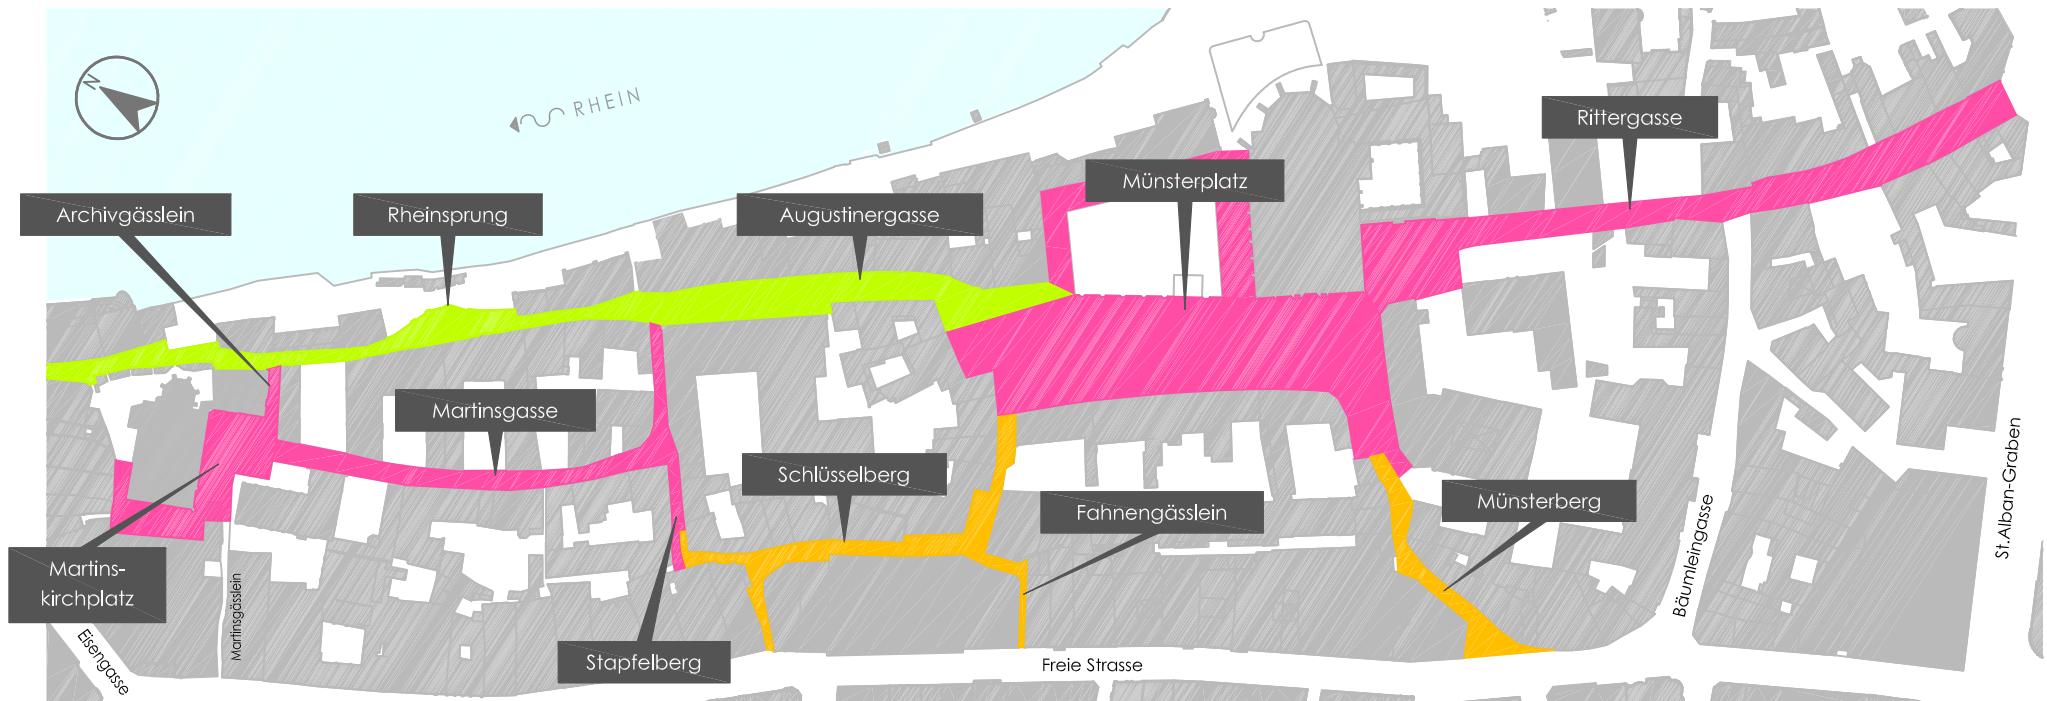 N
RHEIN
Rittergasse
Münsterplatz
Archivgässlein
Rheinsprung
Augustinergasse
Martinsgasse
Schlüsselberg
Fahnengässlein
Münsterberg
St.Alban-Graben
Bäumleingasse
Martins-
kirchplatz
Martinsgässlein
Eisengasse
Stapfelberg
Freie Strasse